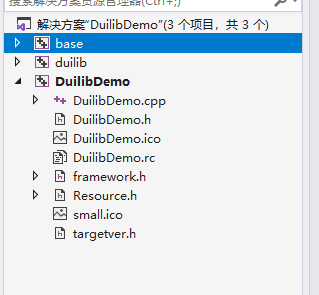 搜索解决方案资源管理器(Ctrl+;)
解决方案"DuilibDemo"(3 个项目，共 3 个)
base
duilib
DuilibDemo
DuilibDemo.cpp
DuilibDemo.h
DuilibDemo.ico
DuilibDemo.rc
framework.h
Resource.h
small.ico
targetver.h